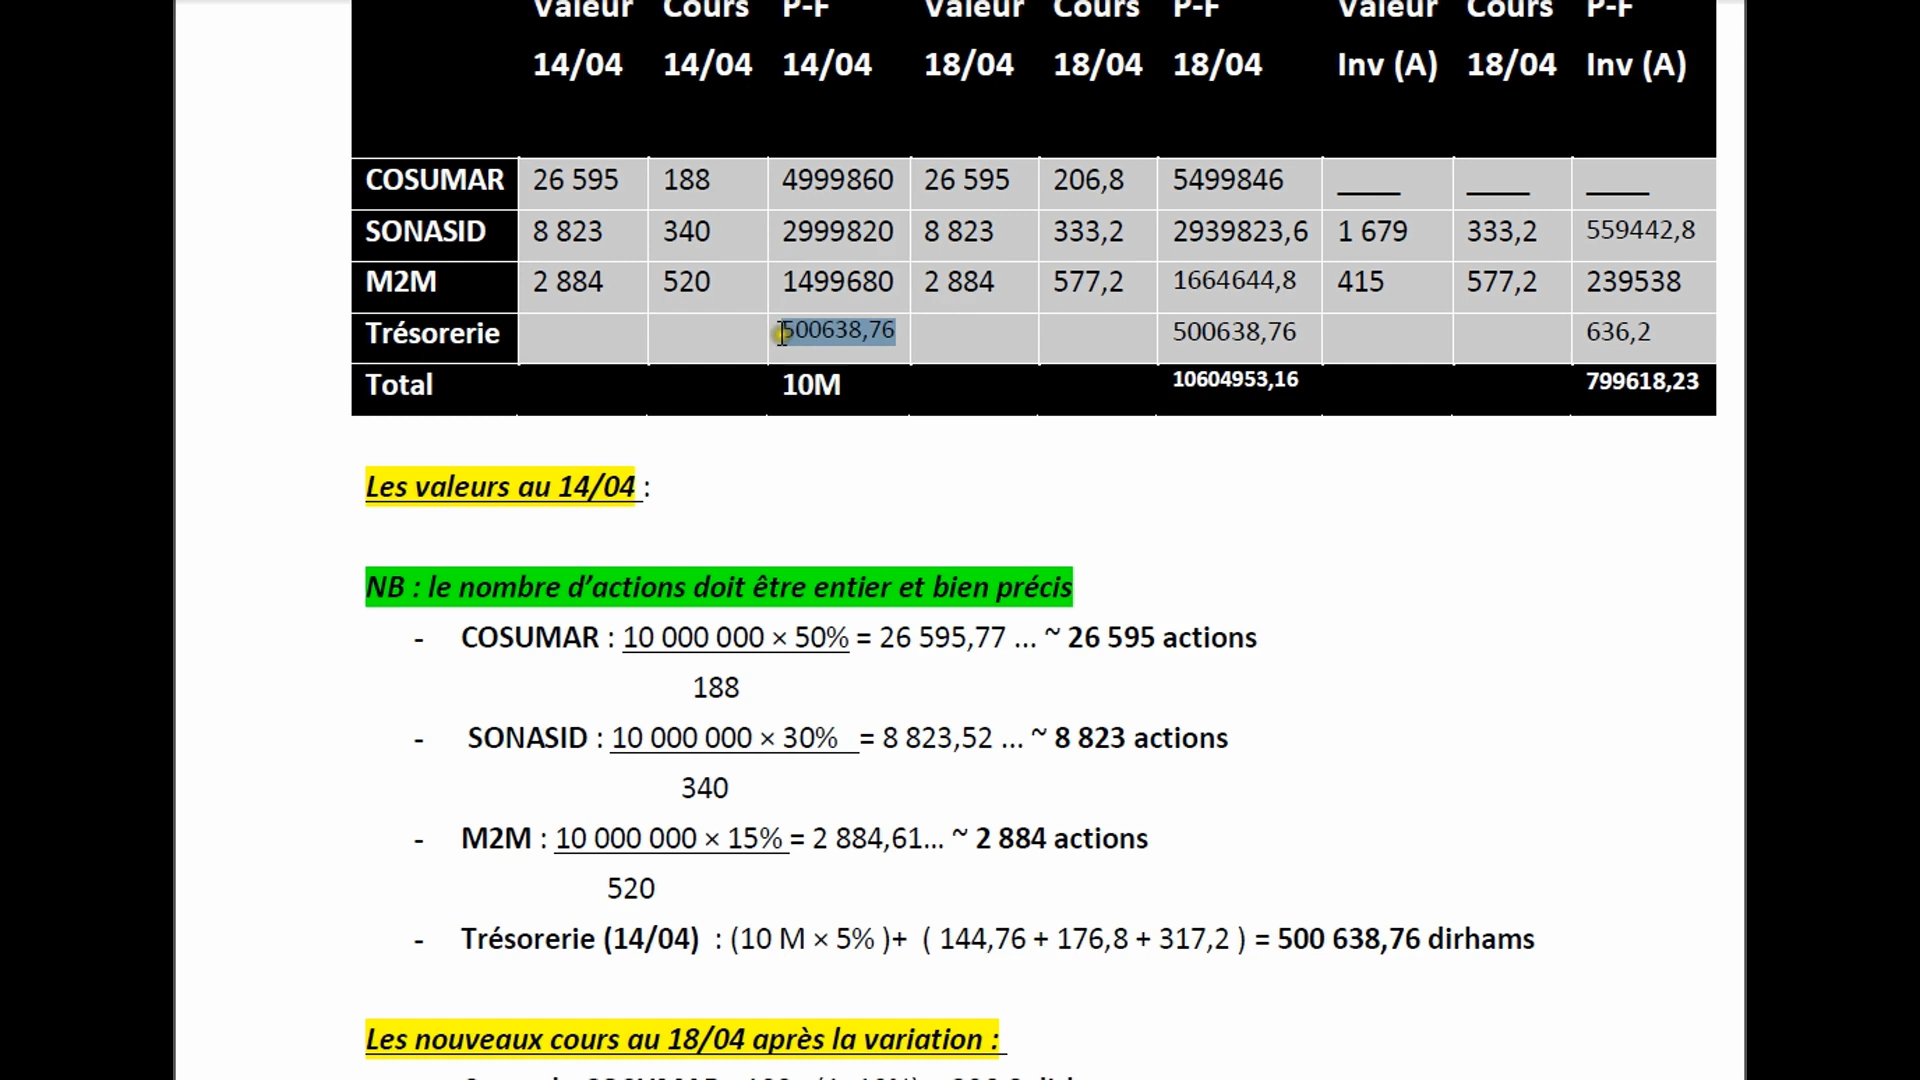 Valeur Cours P-F Valeur Cours P-F Valeur Cours P-F
14/04 14/04 14/04 18/04 18/04 18/04 Inv (A) 18/04 Inv (A)
COSUMAR 26 595 188 4999860 26 595 206,8 5499846 ____ ____ ____
SONASID 8 823 340 2999820 8 823 333,2 2939823,6 1 679 333,2 559442,8
M2M 2 884 520 1499680 2 884 577,2 1664644,8 415 577,2 239538
Trésorerie 500638,76 500638,76 636,2
Total 10M 10604953,16 799618,23
Les valeurs au 14/04 :
NB : le nombre d’actions doit être entier et bien précis
- COSUMAR : 10 000 000 × 50% = 26 595,77 ... ~ 26 595 actions
188
- SONASID : 10 000 000 × 30% = 8 823,52 ... ~ 8 823 actions
340
- M2M : 10 000 000 × 15% = 2 884,61... ~ 2 884 actions
520
- Trésorerie (14/04) : (10 M × 5% )+ ( 144,76 + 176,8 + 317,2 ) = 500 638,76 dirhams
Les nouveaux cours au 18/04 après la variation :